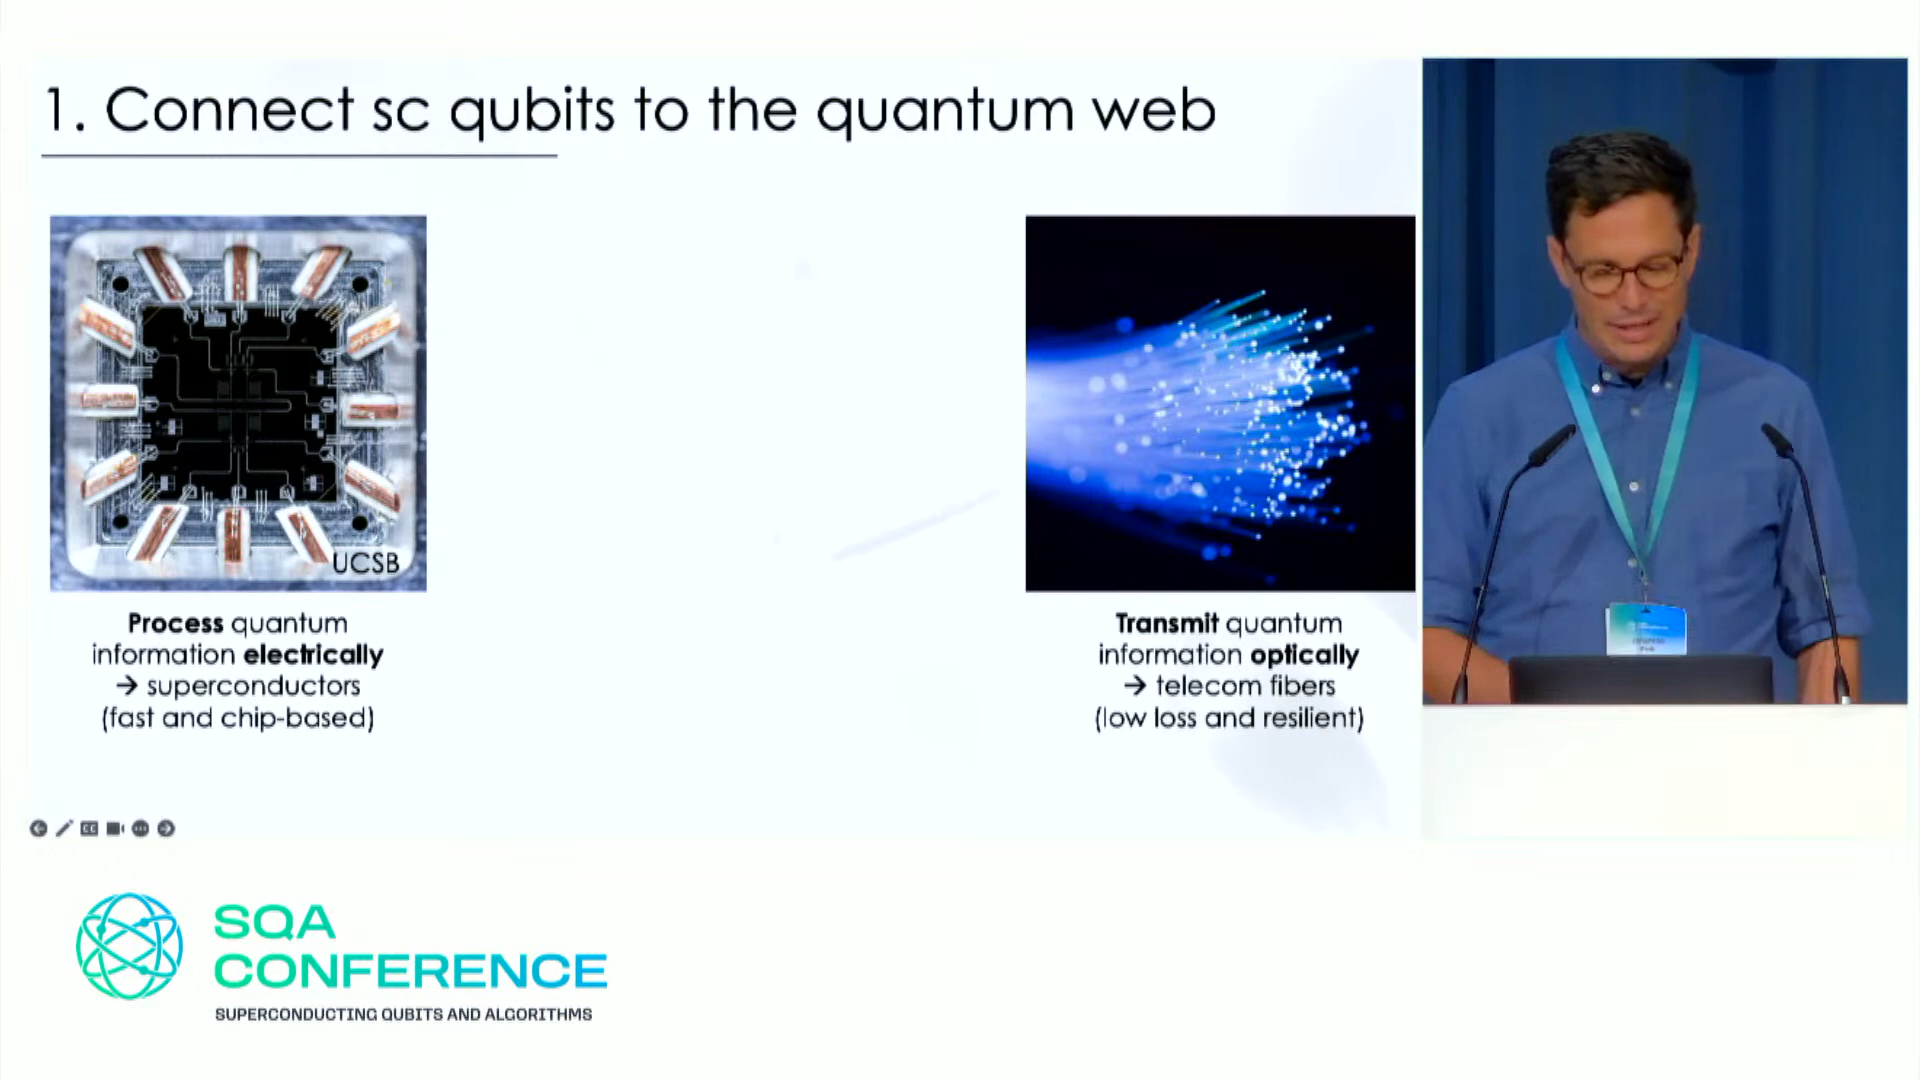 1. Connect sc qubits to the quantum web
UCSB
Process quantum
information electrically
→ superconductors
(fast and chip-based)
Transmit quantum
information optically
→ telecom fibers
(low loss and resilient)
CC
SQA
CONFERENCE
SUPERCONDUCTING QUBITS AND ALGORITHMS